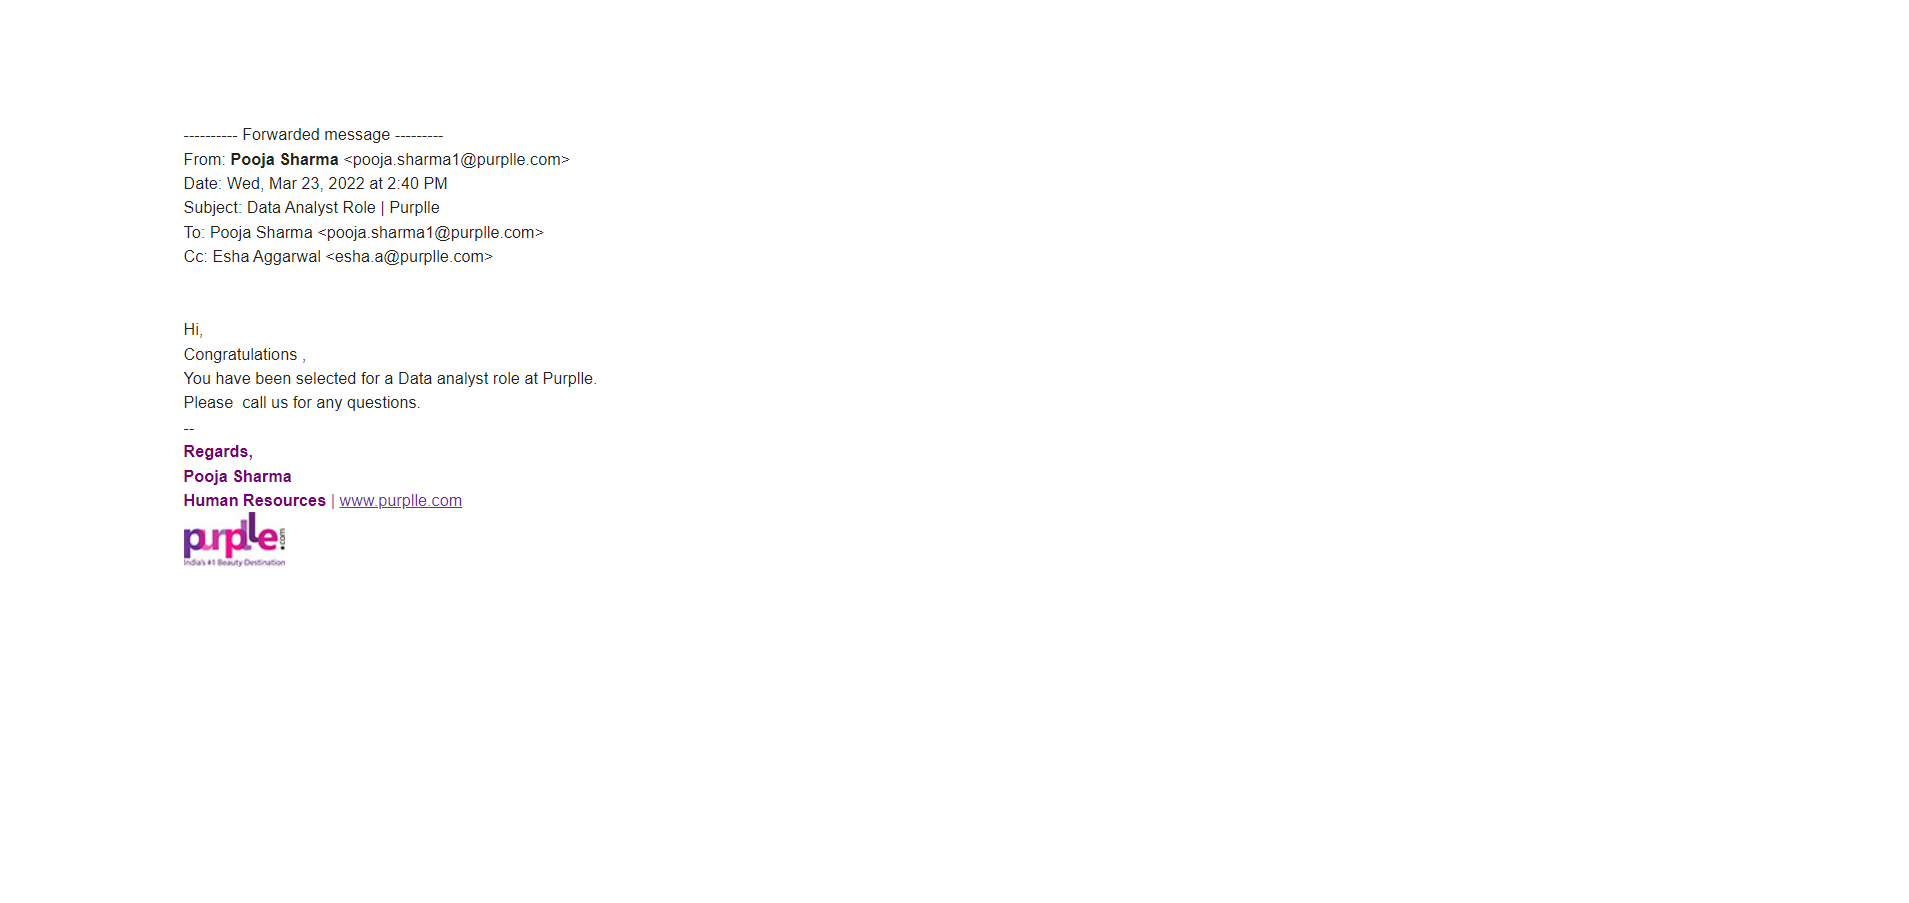 ---------- Forwarded message ---------
From: Pooja Sharma <pooja.sharma1@purplle.com>
Date: Wed, Mar 23, 2022 at 2:40 PM
Subject: Data Analyst Role | Purplle
To: Pooja Sharma <pooja.sharma1@purplle.com>
Cc: Esha Aggarwal <esha.a@purplle.com>
Hi,
Congratulations ,
You have been selected for a Data analyst role at Purplle.
Please  call us for any questions.
--
Regards,
Pooja Sharma
Human Resources | www.purplle.com
purplle.com
India's #1 Beauty Destination